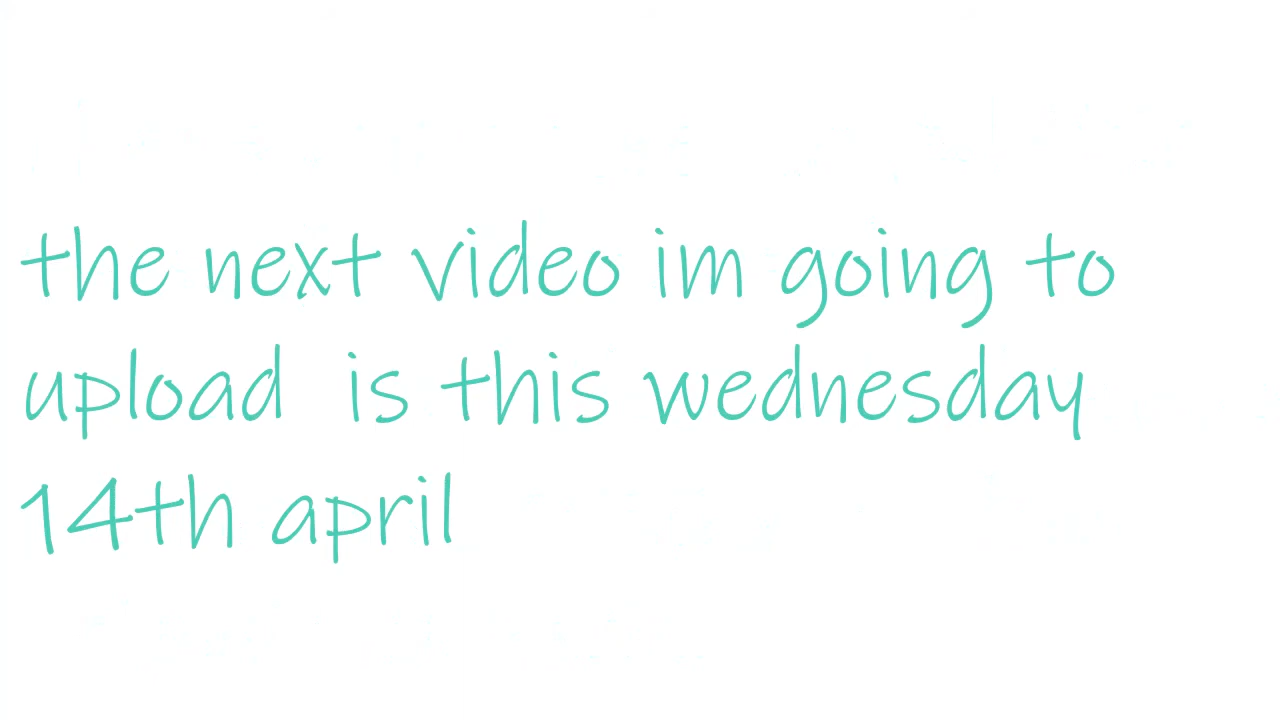 the next video im going to
upload is this wednesday
14th april